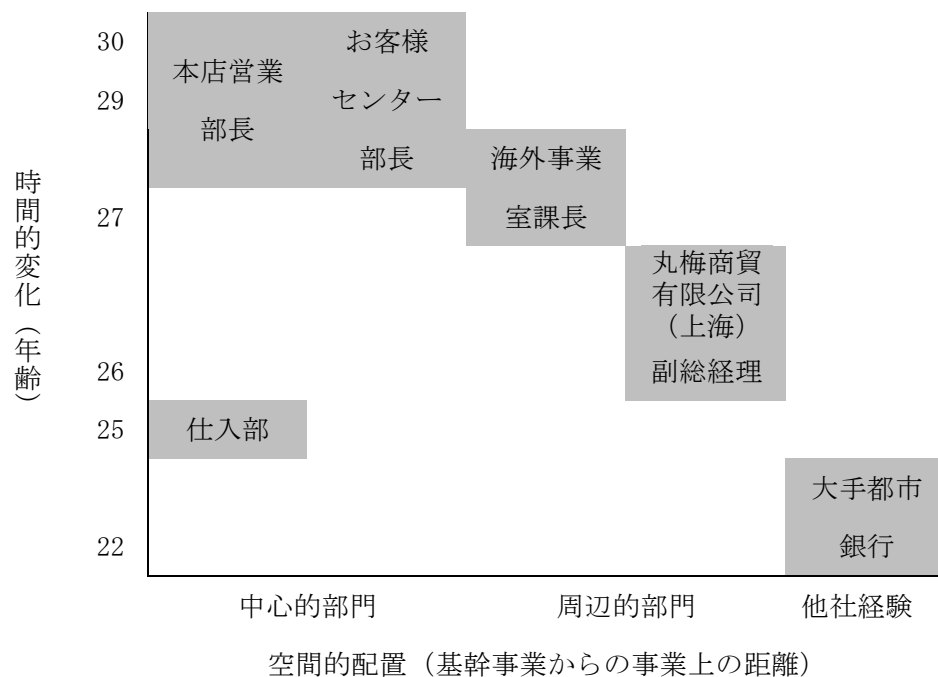 時間的変化（年齢）
30
29
27
26
25
22
本店営業
部長
お客様
センター
部長
海外事業
室課長
丸梅商貿
有限公司
（上海）
副総経理
仕入部
大手都市
銀行
中心的部門
周辺的部門
他社経験
空間的配置（基幹事業からの事業上の距離）